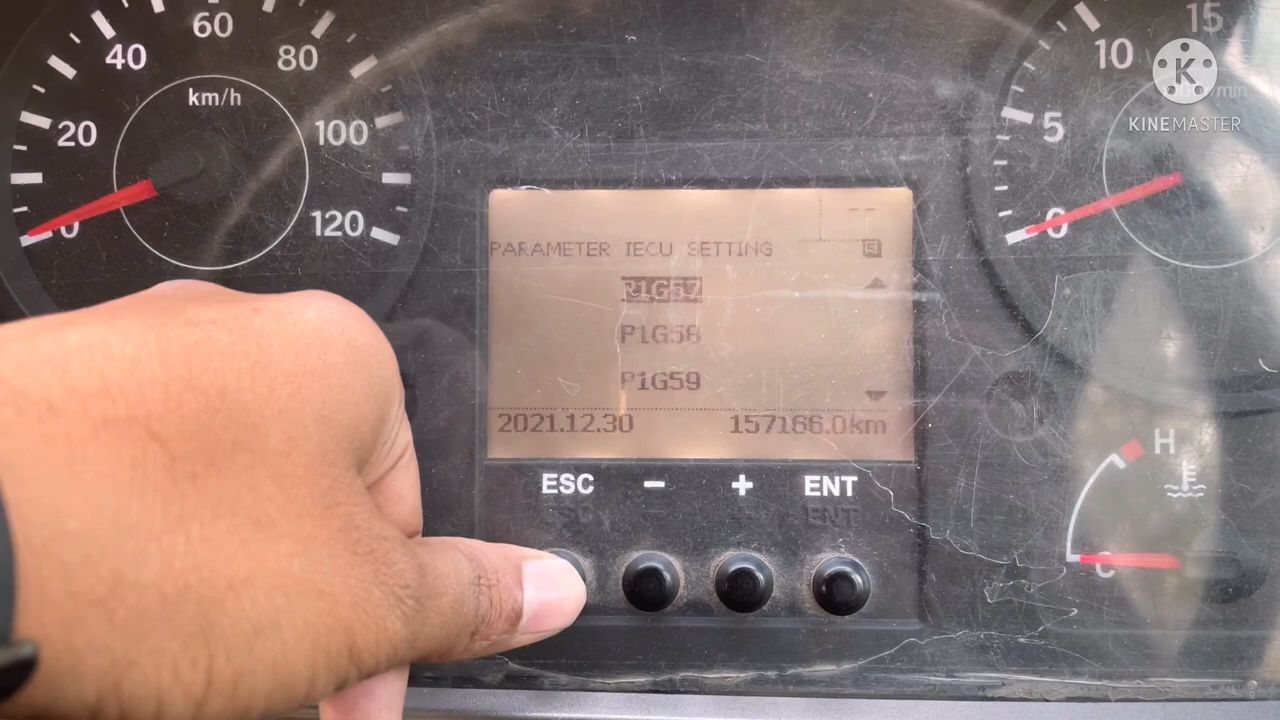 60
40
80
15
10
km/h
KINEMASTER
20
100
5
0
120
0
PARAMETER IECU SETTING
P1G57
P1G58
P1G59
2021.12.30 157166.0km
H
C
ESC - + ENT